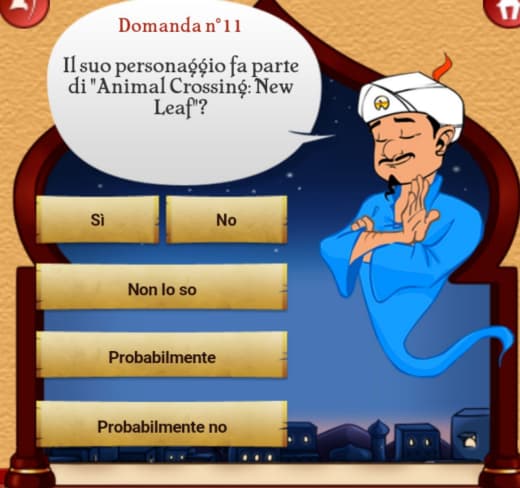 Domanda n°11
Il suo personaggio fa parte
di "Animal Crossing: New
Leaf"?
Sì
No
Non lo so
Probabilmente
Probabilmente no